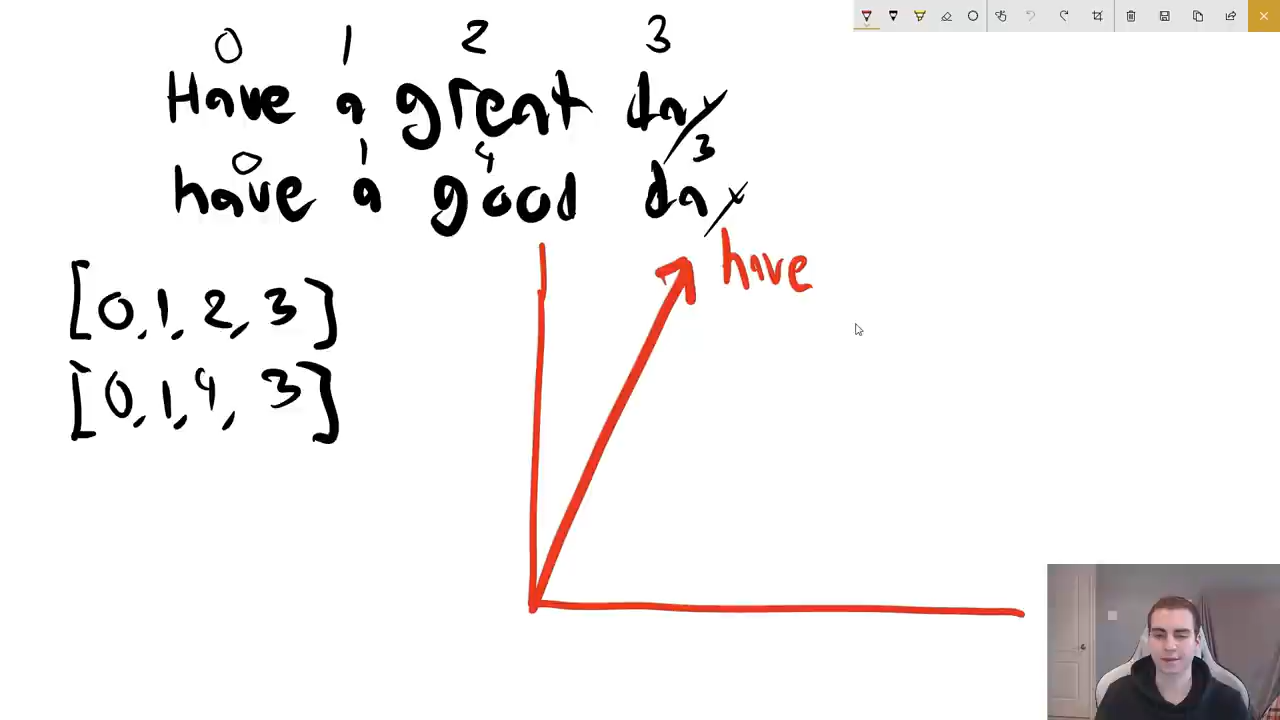 0 1 2 3
Have a great day
0 1 4 3
have a good day
have
[0,1,2,3]
[0,1,4,3]